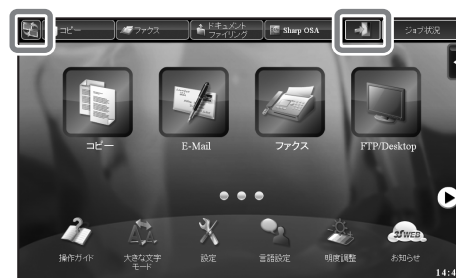 コピー
ファクス
ドキュメント
ファイリング
Sharp OSA
ジョブ状況
コピー
E-Mail
ファクス
FTP/Desktop
操作ガイド
大きな文字
モード
設定
言語設定
明度調整
お知らせ
WEB
14:4